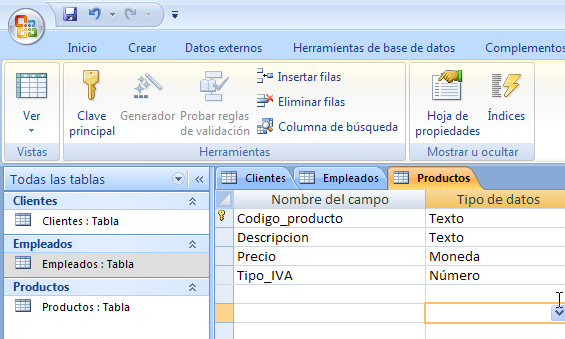 Inicio Crear Datos externos Herramientas de base de datos Complementos
Ver
Clave principal
Generador
Probar reglas de validación
Insertar filas
Eliminar filas
Columna de búsqueda
Hoja de propiedades
Índices
Vistas Herramientas Mostrar u ocultar
Todas las tablas
Clientes
Clientes : Tabla
Empleados
Empleados : Tabla
Productos
Productos : Tabla
Clientes Empleados Productos
Nombre del campo Tipo de datos
Codigo_producto Texto
Descripcion Texto
Precio Moneda
Tipo_IVA Número